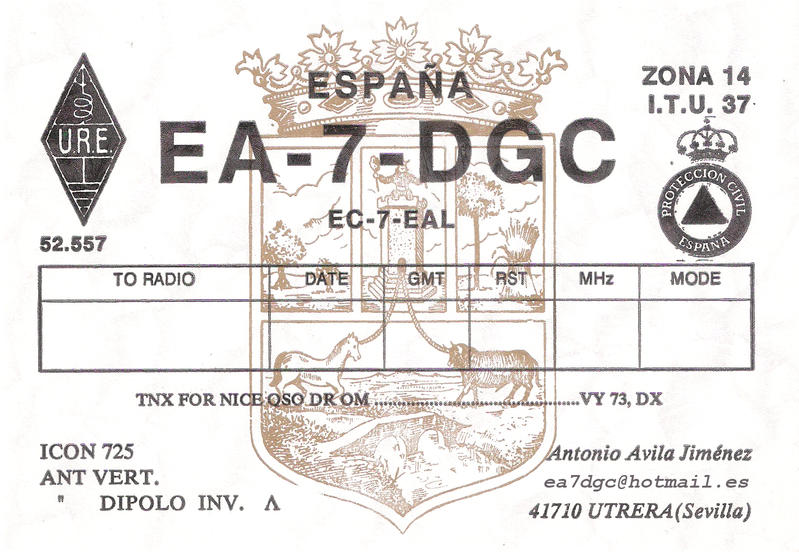 ESPAÑA
ZONA 14
I.T.U. 37
U.R.E.
EA-7-DGC
EC-7-EAL
PROTECCION CIVIL
ESPAÑA
52.557
TO RADIO DATE GMT RST MHz MODE
TNX FOR NICE QSO DR OM ........................................VY 73, DX
ICON 725
ANT VERT.
" DIPOLO INV. Λ
Antonio Avila Jiménez
ea7dgc@hotmail.es
41710 UTRERA(Sevilla)